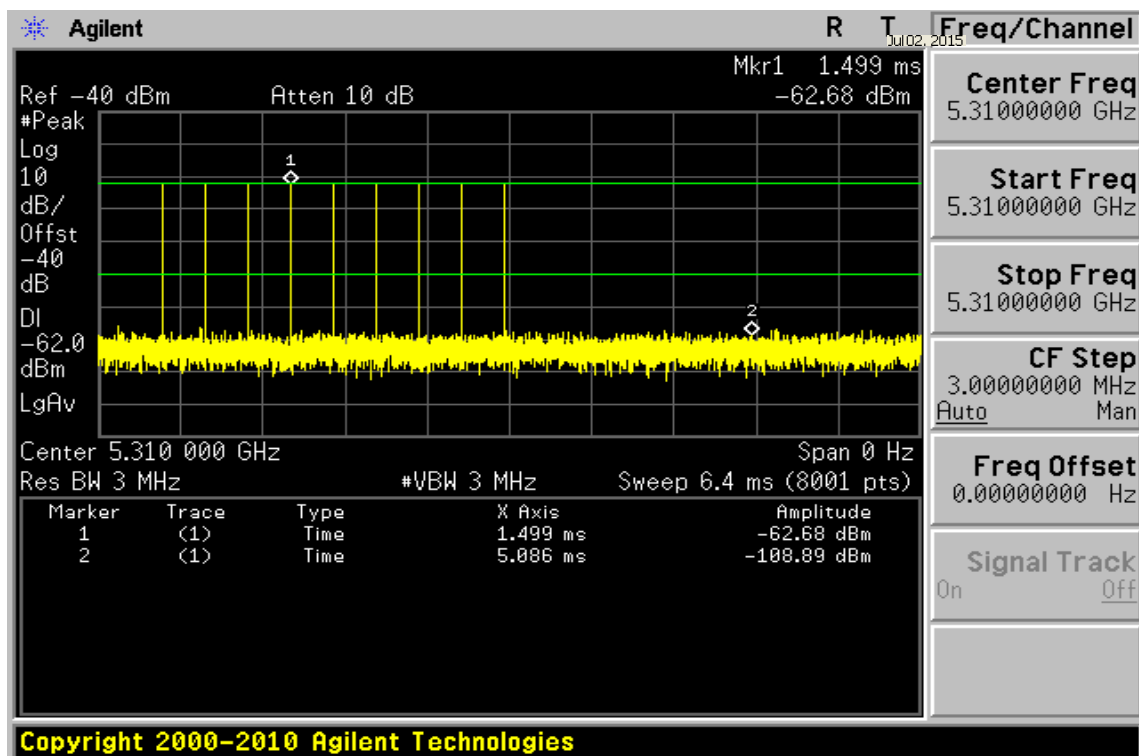 Agilent R T Freq/Channel
Jul 02, 2015
Mkr1 1.499 ms
Ref -40 dBm Atten 10 dB -62.68 dBm
#Peak
Log
10
dB/
Offst
-40
dB
DI
-62.0
dBm
LgAv
1
2
Center 5.310 000 GHz Span 0 Hz
Res BW 3 MHz #VBW 3 MHz Sweep 6.4 ms (8001 pts)
Marker Trace Type X Axis Amplitude
1 (1) Time 1.499 ms -62.68 dBm
2 (1) Time 5.086 ms -108.89 dBm
Center Freq
5.31000000 GHz
Start Freq
5.31000000 GHz
Stop Freq
5.31000000 GHz
CF Step
3.00000000 MHz
Auto Man
Freq Offset
0.00000000 Hz
Signal Track
On Off
Copyright 2000-2010 Agilent Technologies